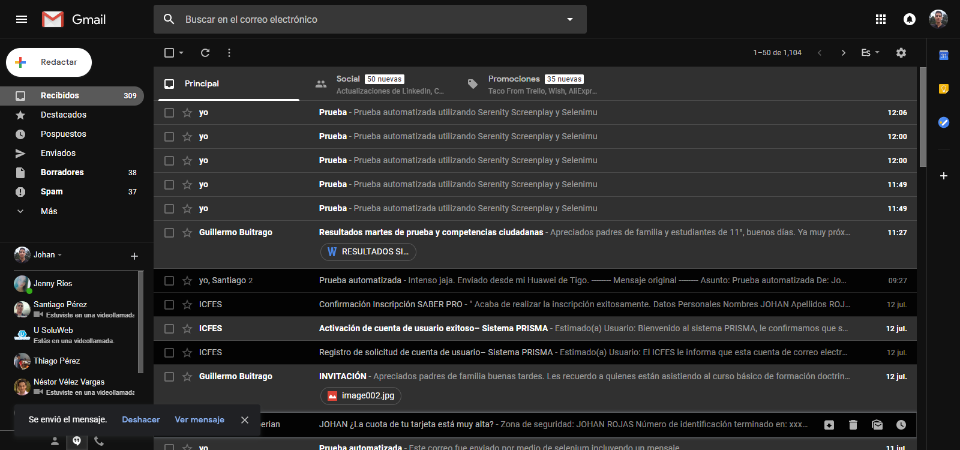 Gmail
Buscar en el correo electrónico
Redactar
1–50 de 1,104
Es
Recibidos 309
Destacados
Pospuestos
Enviados
Borradores 38
Spam 37
Más
Principal
Social 50 nuevas
Actualizaciones de LinkedIn, C...
Promociones 35 nuevas
Taco From Trello, Wish, AliExpr...
yo Prueba - Prueba automatizada utilizando Serenity Screenplay y Selenimu 12:06
yo Prueba - Prueba automatizada utilizando Serenity Screenplay y Selenimu 12:00
yo Prueba - Prueba automatizada utilizando Serenity Screenplay y Selenimu 12:00
yo Prueba - Prueba automatizada utilizando Serenity Screenplay y Selenimu 11:49
yo Prueba - Prueba automatizada utilizando Serenity Screenplay y Selenimu 11:49
Guillermo Buitrago Resultados martes de prueba y competencias ciudadanas - Apreciados padres de familia y estudiantes de 11°, buenos días. Ya muy próx... 11:27
W RESULTADOS SI...
yo, Santiago 2 Prueba automatizada - Intenso jaja. Enviado desde mi Huawei de Tigo. ——— Mensaje original ——— Asunto: Prueba automatizada De: Jo... 09:27
ICFES Confirmación Inscripción SABER PRO - " Acaba de realizar la inscripción exitosamente. Datos Personales Nombres JOHAN Apellidos ROJ... 12 jul.
ICFES Activación de cuenta de usuario exitoso– Sistema PRISMA - Estimado(a) Usuario: Bienvenido al sistema PRISMA, le confirmamos que s... 12 jul.
ICFES Registro de solicitud de cuenta de usuario– Sistema PRISMA - Estimado(a) Usuario: El ICFES le informa que esta cuenta de correo electr... 12 jul.
Guillermo Buitrago INVITACIÓN - Apreciados padres de familia buenas tardes. Les recuerdo a quienes están asistiendo al curso básico de formación doctrin... 12 jul.
image002.jpg
perian JOHAN ¿La cuota de tu tarjeta está muy alta? - Zona de seguridad: JOHAN ROJAS Número de identificación terminado en: xxx...
yo Prueba automatizada - Este correo fue enviado por medio de selenium incluyendo un mensaje 11 jul.
Johan
Jenny Ríos
Santiago Pérez
Estuviste en una videollamada
U SoluWeb
Estás en una videollamada.
Thiago Pérez
Néstor Vélez Vargas
Estuviste en una videollamada
Se envió el mensaje. Deshacer Ver mensaje